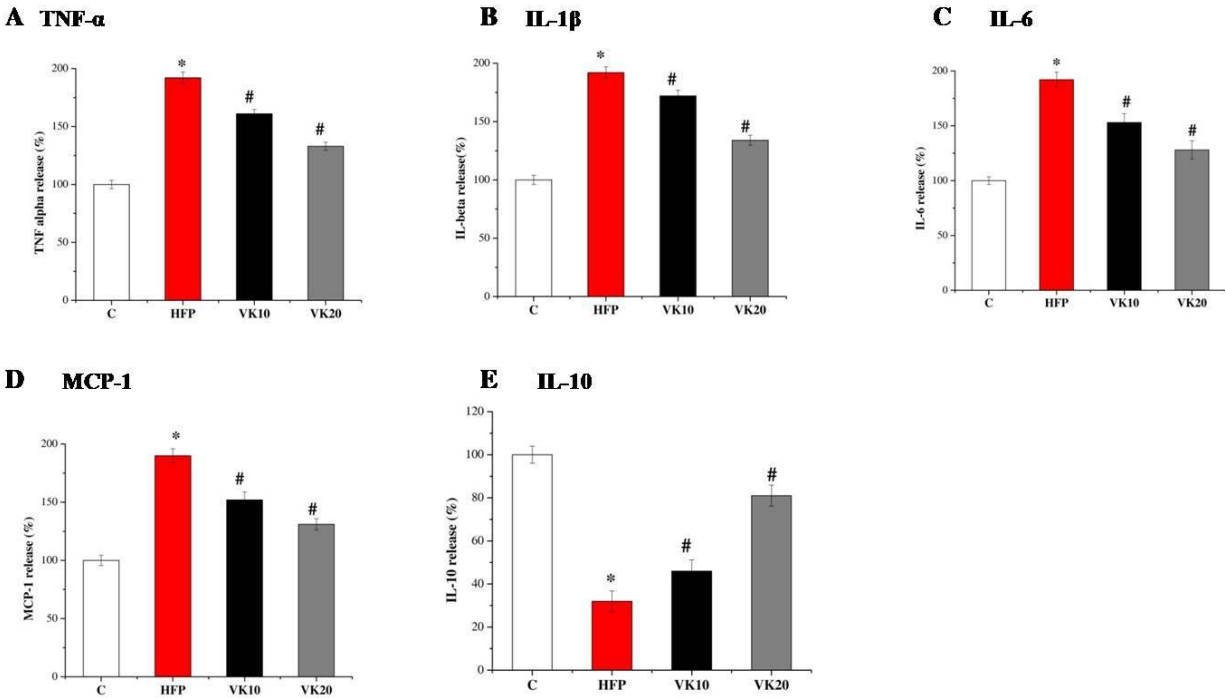 A TNF-α
TNF alpha release (%)
200
150
100
50
0
*
#
#
C HFP VK10 VK20
B IL-1β
IL-beta release(%)
200
150
100
50
0
*
#
#
C HFP VK10 VK20
C IL-6
IL-6 release (%)
200
150
100
50
0
*
#
#
C HFP VK10 VK20
D MCP-1
MCP-1 release (%)
200
150
100
50
0
*
#
#
C HFP VK10 VK20
E IL-10
IL-10 release (%)
120
100
80
60
40
20
0
*
#
#
C HFP VK10 VK20